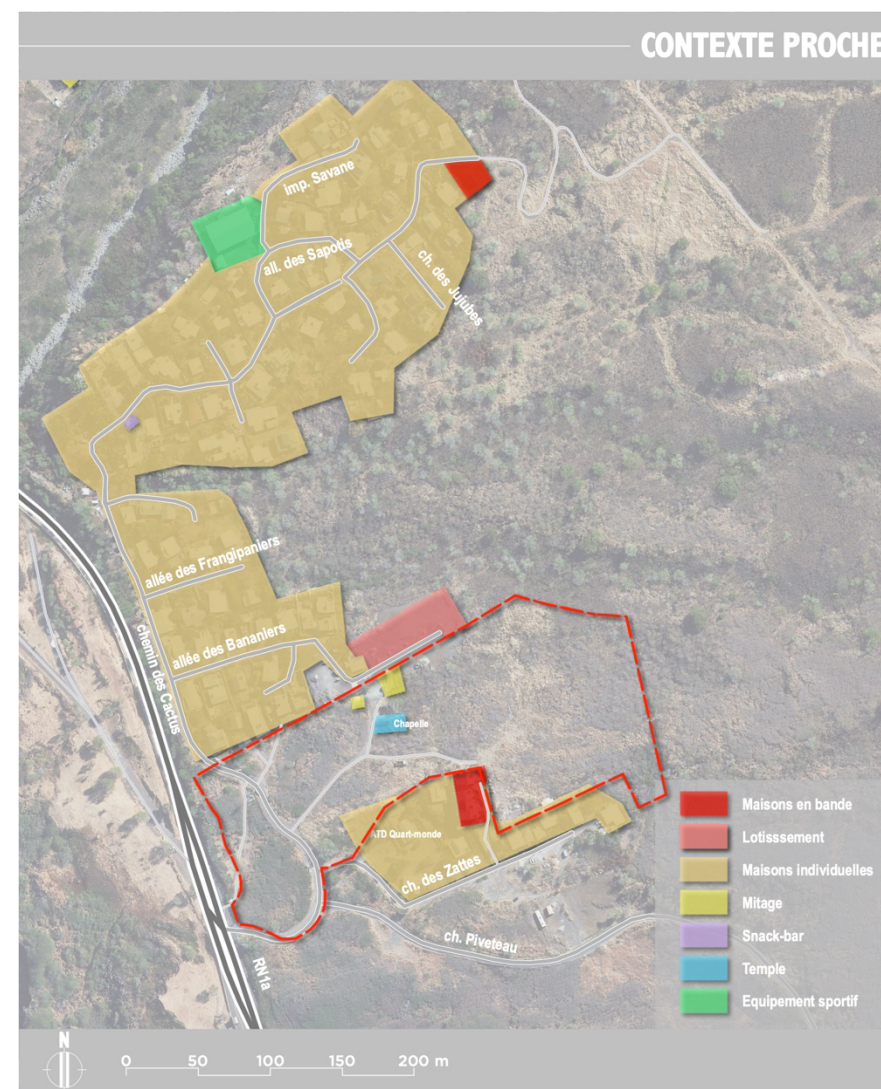 CONTEXTE PROCHE
imp. Savane
all. des Sapotis
ch. des Jujubes
allée des Frangipaniers
chemin des Cactus
allée des Bananiers
Chapelle
ATD Quart-monde
ch. des Zattes
ch. Piveteau
RN1a
Maisons en bande
Lotisssement
Maisons individuelles
Mitage
Snack-bar
Temple
Equipement sportif
N
0 50 100 150 200 m